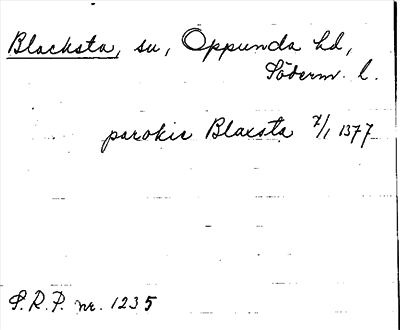 Blacksta, sn, Oppunda hd,
Söderm. l.
parokie Blaxsta 7/1 1377
S.R.P. nr. 1235